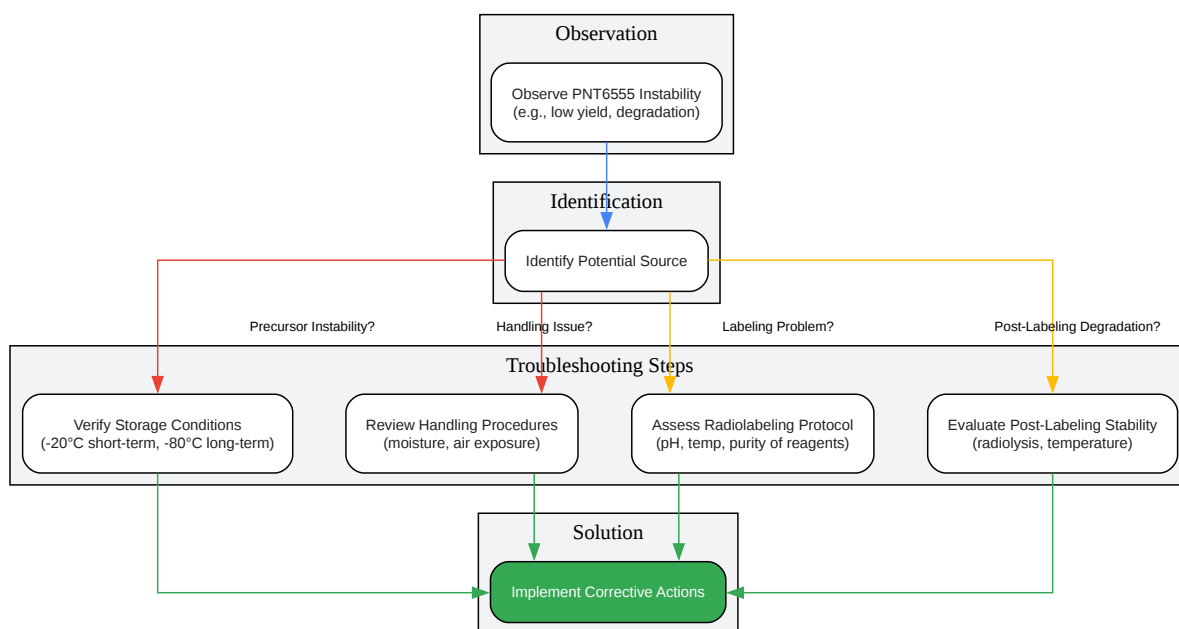 Observation
Observe PNT6555 Instability
(e.g., low yield, degradation)
Identification
Identify Potential Source
Precursor Instability?
Handling Issue?
Labeling Problem?
Post-Labeling Degradation?
Troubleshooting Steps
Verify Storage Conditions
(-20°C short-term, -80°C long-term)
Review Handling Procedures
(moisture, air exposure)
Assess Radiolabeling Protocol
(pH, temp, purity of reagents)
Evaluate Post-Labeling Stability
(radiolysis, temperature)
Solution
Implement Corrective Actions